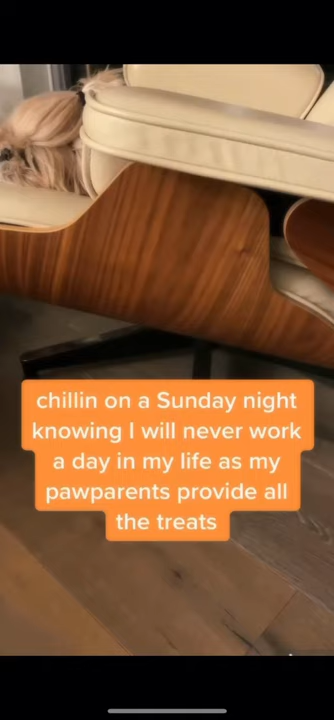 chillin on a Sunday night
knowing I will never work
a day in my life as my
pawparents provide all
the treats